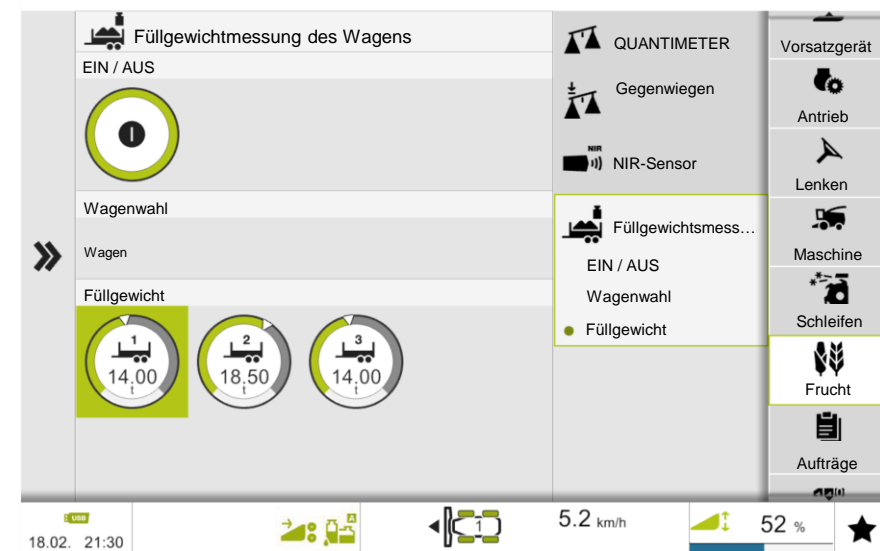 Füllgewichtmessung des Wagens
EIN / AUS
Wagenwahl
Wagen
Füllgewicht
1
14.00
t
2
18.50
t
3
14.00
t
QUANTIMETER
Gegenwiegen
NIR
NIR-Sensor
Füllgewichtsmess…
EIN / AUS
Wagenwahl
Füllgewicht
Vorsatzgerät
Antrieb
Lenken
Maschine
Schleifen
Frucht
Aufträge
USB
18.02. 21:30
A
1
5.2 km/h
52 %